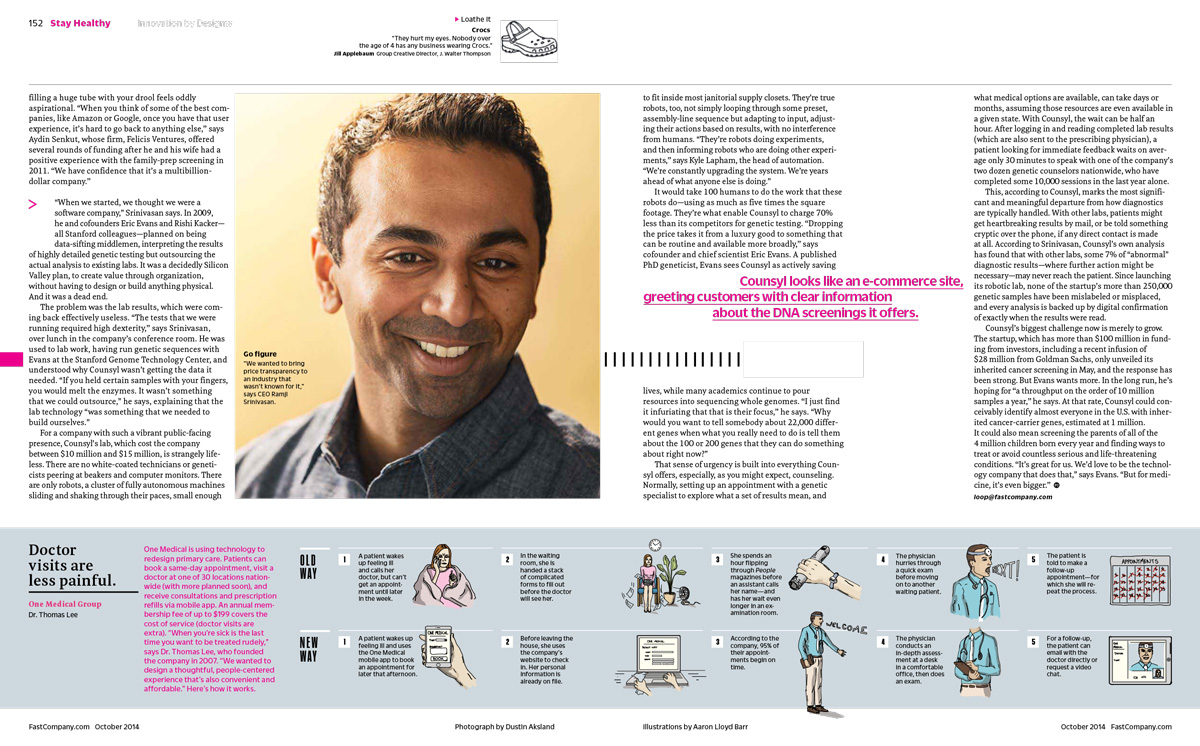 152 Stay Healthy
Innovation by Design
Loathe It
Crocs
"They hurt my eyes. Nobody over
the age of 4 has any business wearing Crocs."
Jill Applebaum Group Creative Director, J. Walter Thompson
filling a huge tube with your drool feels oddly
aspirational. “When you think of some of the best com-
panies, like Amazon or Google, once you have that user
experience, it's hard to go back to anything else,” says
Aydin Senkut, whose firm, Felicis Ventures, offered
several rounds of funding after he and his wife had a
positive experience with the family-prep screening in
2011. “We have confidence that it's a multibillion-
dollar company.”
“When we started, we thought we were a
software company,” Srinivasan says. In 2009,
he and cofounders Eric Evans and Rishi Kacker—
all Stanford colleagues—planned on being
data-sifting middlemen, interpreting the results
of highly detailed genetic testing but outsourcing the
actual analysis to existing labs. It was a decidedly Silicon
Valley plan, to create value through organization,
without having to design or build anything physical.
And it was a dead end.
The problem was the lab results, which were com-
ing back effectively useless. “The tests that we were
running required high dexterity,” says Srinivasan,
over lunch in the company's conference room. He was
used to lab work, having run genetic sequences with
Evans at the Stanford Genome Technology Center, and
understood why Counsyl wasn't getting the data it
needed. “If you held certain samples with your fingers,
you would melt the enzymes. It wasn't something
that we could outsource,” he says, explaining that the
lab technology “was something that we needed to
build ourselves.”
For a company with such a vibrant public-facing
presence, Counsyl's lab, which cost the company
between $10 million and $15 million, is strangely life-
less. There are no white-coated technicians or geneti-
cists peering at beakers and computer monitors. There
are only robots, a cluster of fully autonomous machines
sliding and shaking through their paces, small enough
Go figure
"We wanted to bring
price transparency to
an industry that
wasn't known for it,"
says CEO Ramji
Srinivasan.
to fit inside most janitorial supply closets. They're true
robots, too, not simply looping through some preset,
assembly-line sequence but adapting to input, adjust-
ing their actions based on results, with no interference
from humans. “They're robots doing experiments,
and then informing robots who are doing other experi-
ments,” says Kyle Lapham, the head of automation.
“We're constantly upgrading the system. We're years
ahead of what anyone else is doing.”
It would take 100 humans to do the work that these
robots do—using as much as five times the square
footage. They're what enable Counsyl to charge 70%
less than its competitors for genetic testing. “Dropping
the price takes it from a luxury good to something that
can be routine and available more broadly,” says
cofounder and chief scientist Eric Evans. A published
PhD geneticist, Evans sees Counsyl as actively saving
Counsyl looks like an e-commerce site,
greeting customers with clear information
about the DNA screenings it offers.
lives, while many academics continue to pour
resources into sequencing whole genomes. “I just find
it infuriating that that is their focus,” he says. “Why
would you want to tell somebody about 22,000 differ-
ent genes when what you really need to do is tell them
about the 100 or 200 genes that they can do something
about right now?”
That sense of urgency is built into everything Coun-
syl offers, especially, as you might expect, counseling.
Normally, setting up an appointment with a genetic
specialist to explore what a set of results mean, and
what medical options are available, can take days or
months, assuming those resources are even available in
a given state. With Counsyl, the wait can be half an
hour. After logging in and reading completed lab results
(which are also sent to the prescribing physician), a
patient looking for immediate feedback waits on aver-
age only 30 minutes to speak with one of the company's
two dozen genetic counselors nationwide, who have
completed some 10,000 sessions in the last year alone.
This, according to Counsyl, marks the most signifi-
cant and meaningful departure from how diagnostics
are typically handled. With other labs, patients might
get heartbreaking results by mail, or be told something
cryptic over the phone, if any direct contact is made
at all. According to Srinivasan, Counsyl's own analysis
has found that with other labs, some 7% of “abnormal”
diagnostic results—where further action might be
necessary—may never reach the patient. Since launching
its robotic lab, none of the startup's more than 250,000
genetic samples have been mislabeled or misplaced,
and every analysis is backed up by digital confirmation
of exactly when the results were read.
Counsyl's biggest challenge now is merely to grow.
The startup, which has more than $100 million in fund-
ing from investors, including a recent infusion of
$28 million from Goldman Sachs, only unveiled its
inherited cancer screening in May, and the response has
been strong. But Evans wants more. In the long run, he's
hoping for “a throughput on the order of 10 million
samples a year,” he says. At that rate, Counsyl could con-
ceivably identify almost everyone in the U.S. with inher-
ited cancer-carrier genes, estimated at 1 million.
It could also mean screening the parents of all of the
4 million children born every year and finding ways to
treat or avoid countless serious and life-threatening
conditions. “It's great for us. We'd love to be the technol-
ogy company that does that,” says Evans. “But for medi-
cine, it's even bigger.”
loop@fastcompany.com
Doctor
visits are
less painful.
One Medical Group
Dr. Thomas Lee
One Medical is using technology to
redesign primary care. Patients can
book a same-day appointment, visit a
doctor at one of 30 locations nation-
wide (with more planned soon), and
receive consultations and prescription
refills via mobile app. An annual mem-
bership fee of up to $199 covers the
cost of service (doctor visits are
extra). "When you're sick is the last
time you want to be treated rudely,"
says Dr. Thomas Lee, who founded
the company in 2007. "We wanted to
design a thoughtful, people-centered
experience that's also convenient and
affordable." Here's how it works.
OLD
WAY
1
A patient wakes
up feeling ill
and calls her
doctor, but can't
get an appoint-
ment until later
in the week.
2
In the waiting
room, she is
handed a stack
of complicated
forms to fill out
before the doctor
will see her.
3
She spends an
hour flipping
through People
magazines before
an assistant calls
her name—and
has her wait even
longer in an ex-
amination room.
4
The physician
hurries through
a quick exam
before moving
on to another
waiting patient.
NEXT!
5
The patient is
told to make a
follow-up
appointment—for
which she will re-
peat the process.
APPOINTMENTS
NEW
WAY
1
A patient wakes up
feeling ill and uses
the One Medical
mobile app to book
an appointment for
later that afternoon.
ONE MEDICAL
2
Before leaving the
house, she uses
the company's
website to check
in. Her personal
information is
already on file.
ONE MEDICAL
3
According to the
company, 95% of
their appoint-
ments begin on
time.
WELCOME
4
The physician
conducts an
in-depth assess-
ment at a desk
in a comfortable
office, then does
an exam.
5
For a follow-up,
the patient can
email with the
doctor directly or
request a video
chat.
FastCompany.com October 2014
Photograph by Dustin Aksland
Illustrations by Aaron Lloyd Barr
October 2014 FastCompany.com